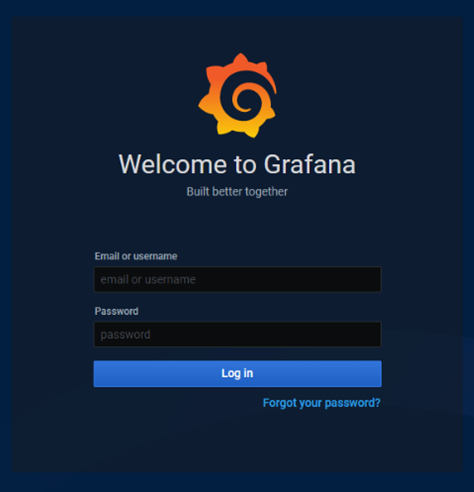 Welcome to Grafana
Built better together
Email or username
email or username
Password
password
Log in
Forgot your password?